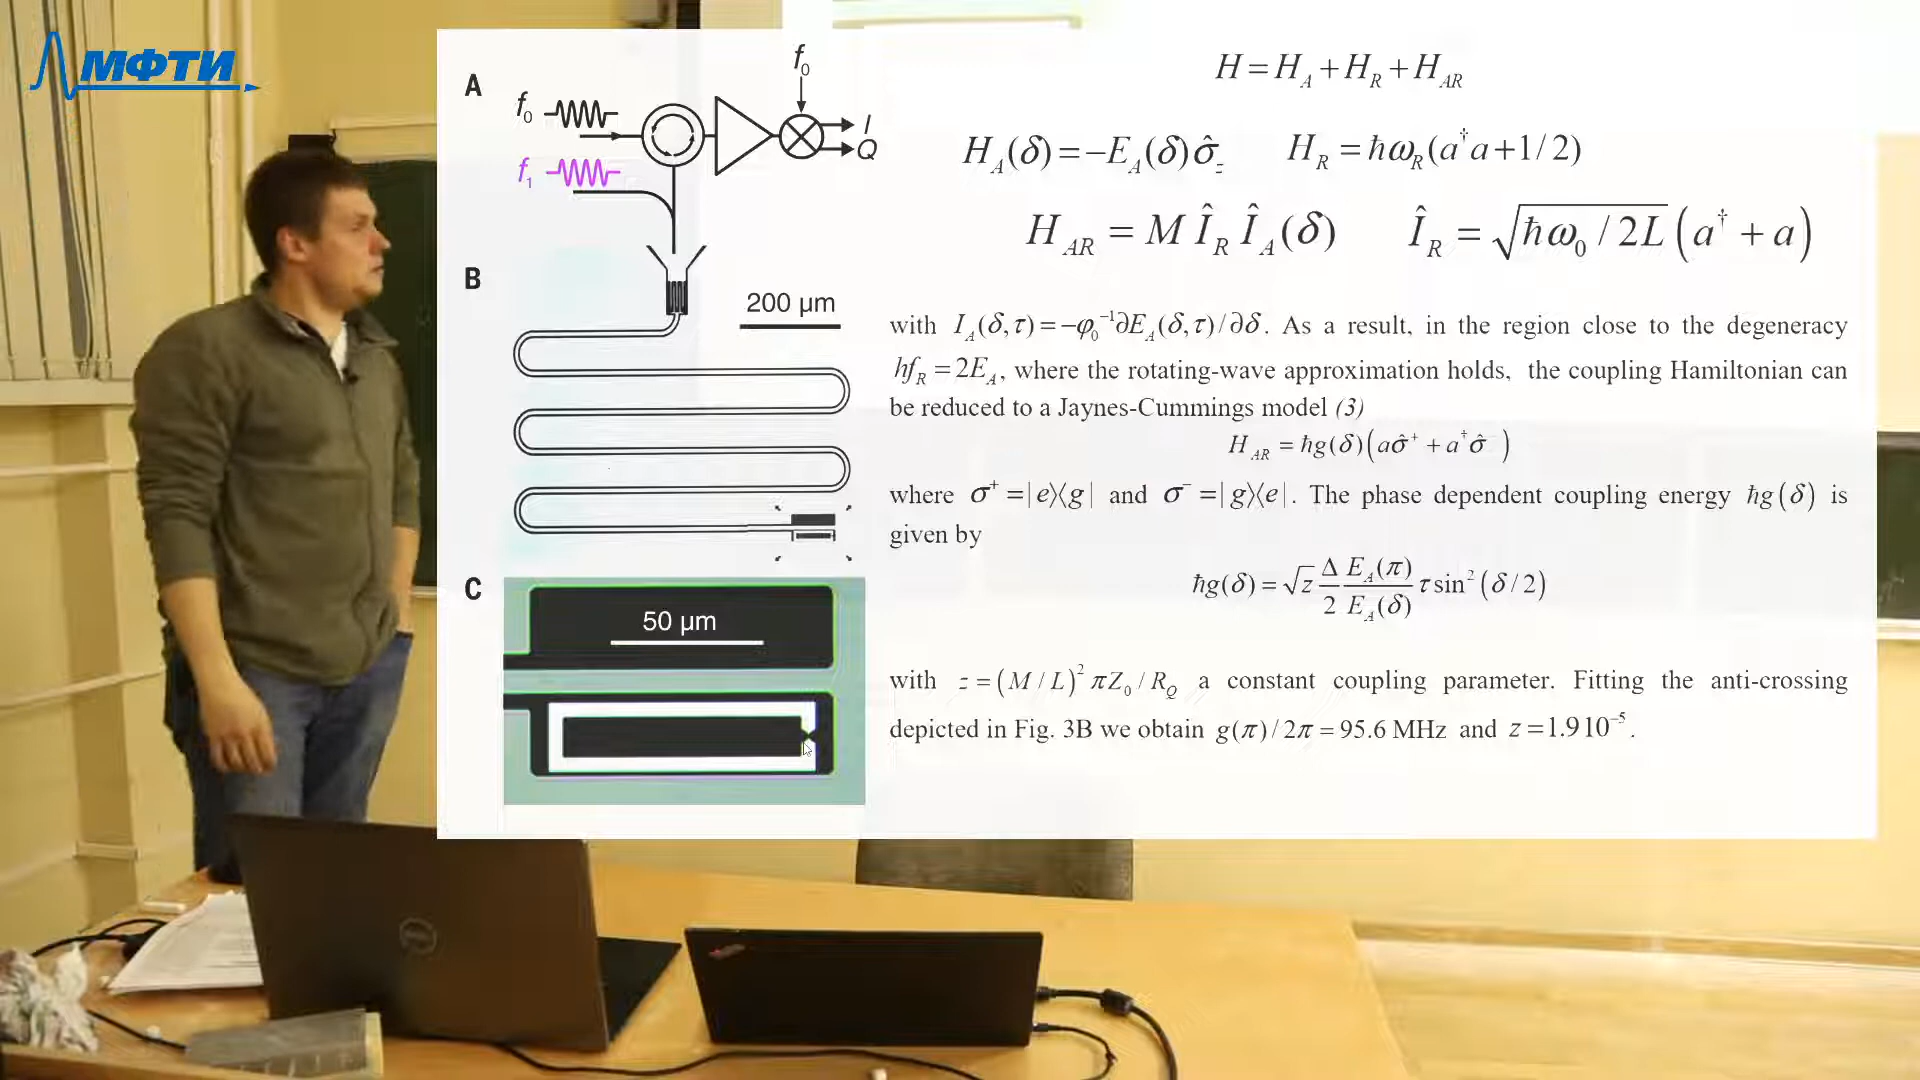 МФТИ
A
f₀
f₁
f₀
I
Q
B
200 µm
C
50 µm
H = H_A + H_R + H_AR
H_A(δ) = −E_A(δ)σ̂_z H_R = ħω_R(a†a+1/2)
H_AR = M Î_R Î_A(δ) Î_R = √(ħω₀ / 2L) (a† + a)
with I_A(δ,τ) = −φ₀⁻¹∂E_A(δ,τ)/∂δ. As a result, in the region close to the degeneracy
hf_R = 2E_A, where the rotating-wave approximation holds, the coupling Hamiltonian can
be reduced to a Jaynes-Cummings model (3)
H_AR = ħg(δ)(aσ̂⁺ + a†σ̂ )
where σ⁺ =|e⟩⟨g| and σ⁻ =|g⟩⟨e|. The phase dependent coupling energy ħg(δ) is
given by
ħg(δ) = √z Δ/2 E_A(π)/E_A(δ) τ sin²(δ/2)
with z = (M / L)² πZ₀ / R_Q a constant coupling parameter. Fitting the anti-crossing
depicted in Fig. 3B we obtain g(π)/2π = 95.6 MHz and z = 1.9 10⁻⁵.